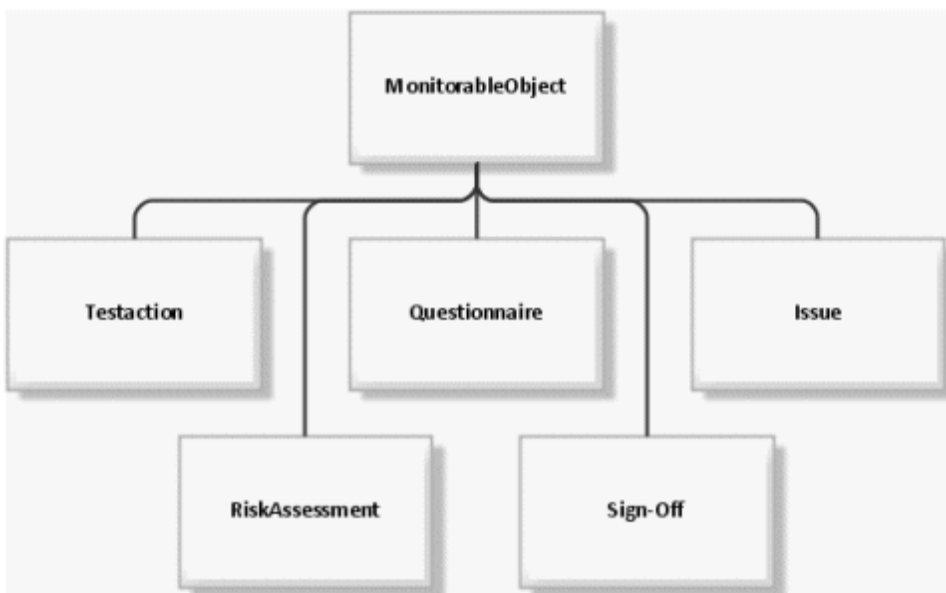 MonitorableObject
Testaction
Questionnaire
Issue
RiskAssessment
Sign-Off